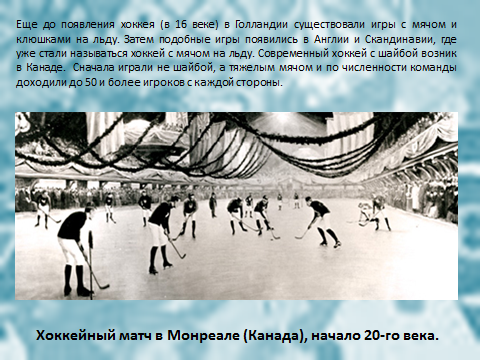 Еще до появления хоккея (в 16 веке) в Голландии существовали игры с мячом и
клюшками на льду. Затем подобные игры появились в Англии и Скандинавии, где
уже стали называться хоккей с мячом на льду. Современный хоккей с шайбой возник
в Канаде. Сначала играли не шайбой, а тяжелым мячом и по численности команды
доходили до 50 и более игроков с каждой стороны.
Хоккейный матч в Монреале (Канада), начало 20-го века.